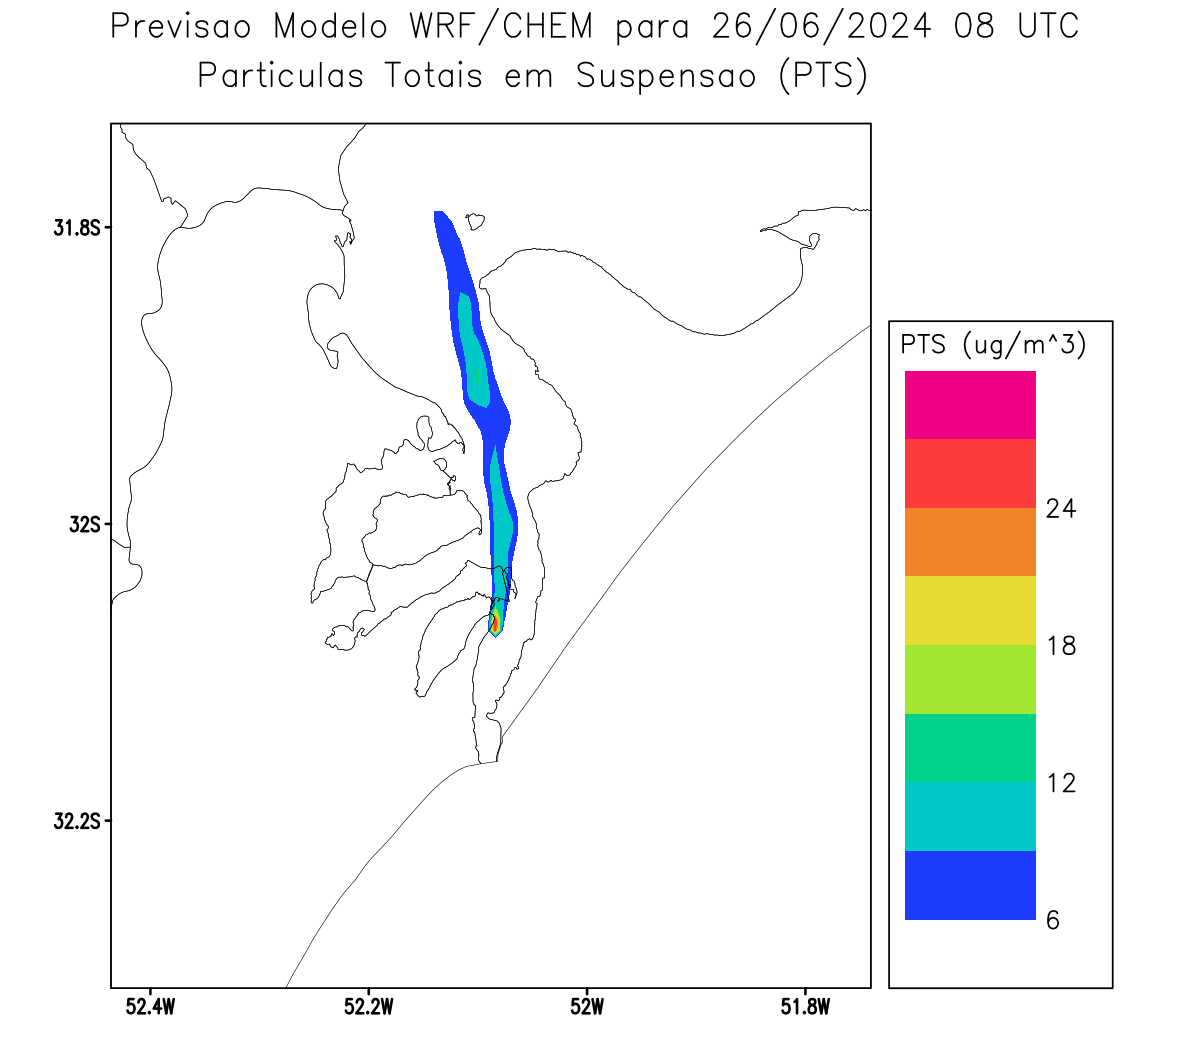 Previsao Modelo WRF/CHEM para 26/06/2024 08 UTC
Particulas Totais em Suspensao (PTS)
31.8S
32S
32.2S
52.4W
52.2W
52W
51.8W
PTS (ug/m^3)
24
18
12
6